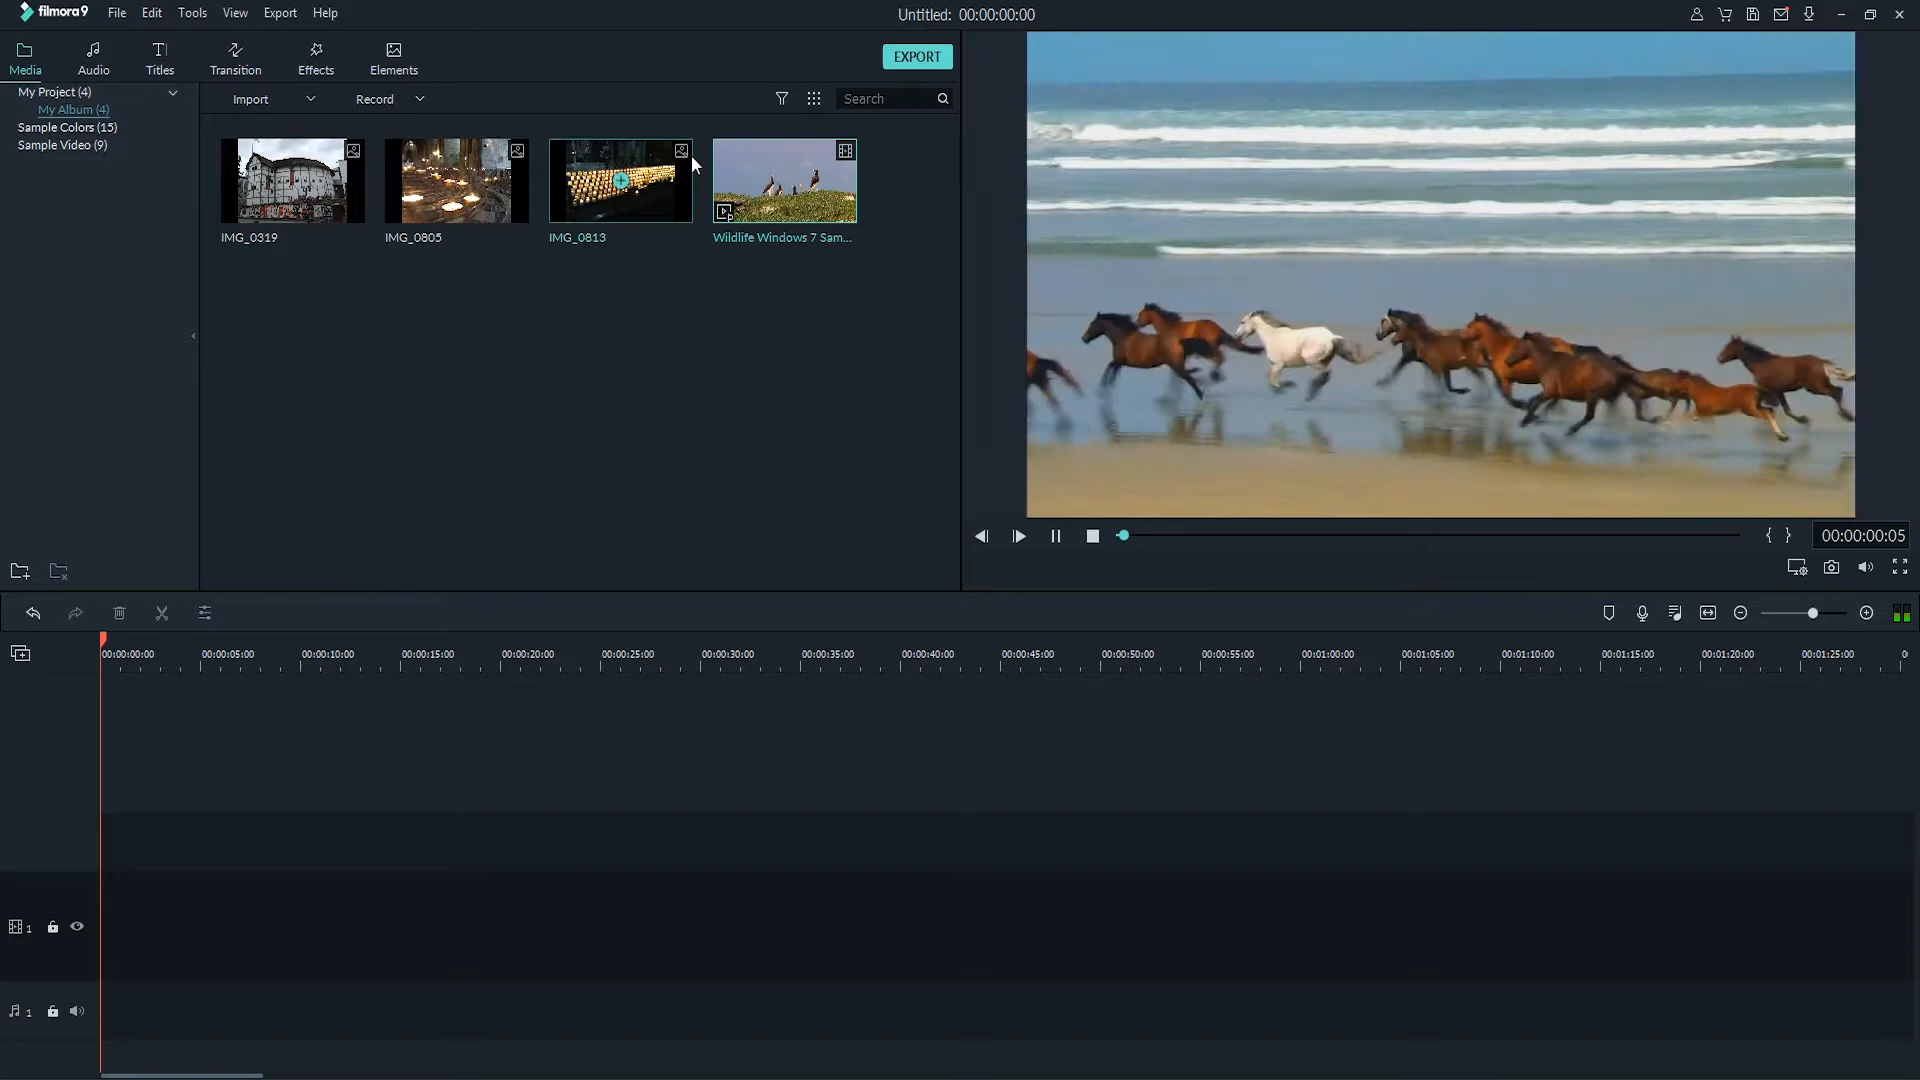 filmora9 File Edit Tools View Export Help
Untitled: 00:00:00:00
Media Audio Titles Transition Effects Elements
EXPORT
My Project (4)
My Album (4)
Sample Colors (15)
Sample Video (9)
Import Record Search
IMG_0319 IMG_0805 IMG_0813 Wildlife Windows 7 Sam...
{ } 00:00:00:05
00:00:00:00 00:00:05:00 00:00:10:00 00:00:15:00 00:00:20:00 00:00:25:00 00:00:30:00 00:00:35:00 00:00:40:00 00:00:45:00 00:00:50:00 00:00:55:00 00:01:00:00 00:01:05:00 00:01:10:00 00:01:15:00 00:01:20:00 00:01:25:00
1
1